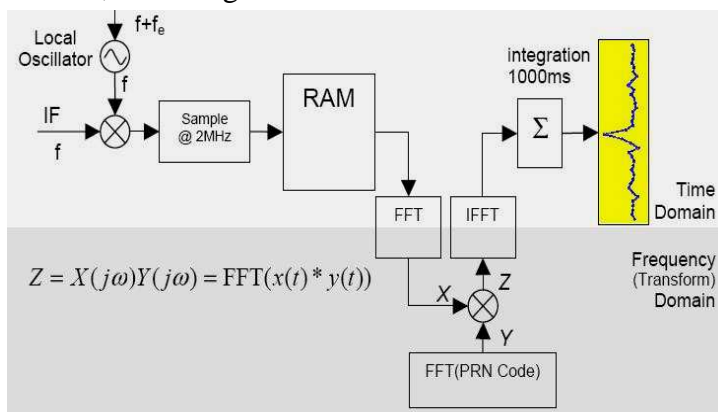 f+fₑ
Local
Oscillator
f
IF
f
Sample
@ 2MHz
RAM
integration
1000ms
Σ
Time
Domain
FFT
IFFT
Z = X(jω)Y(jω) = FFT(x(t) * y(t))
Frequency
(Transform)
Domain
X
Z
Y
FFT(PRN Code)